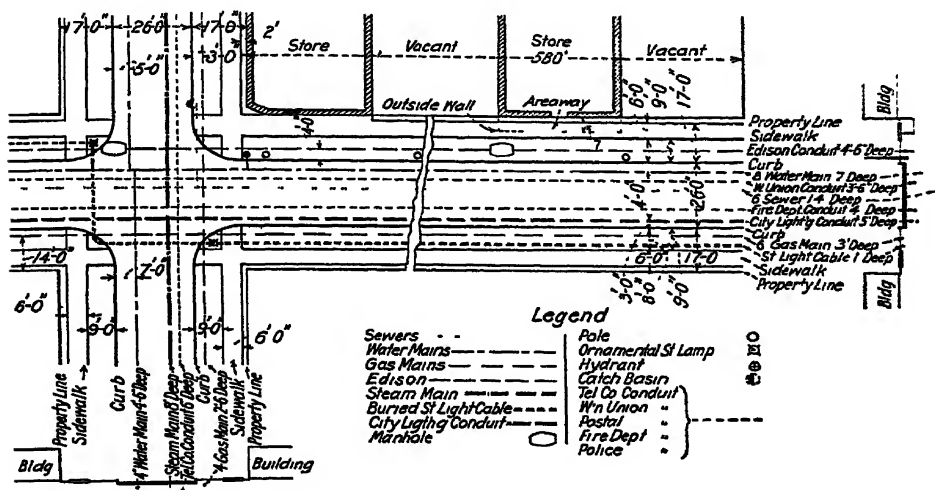 17'-0" 26'-0" 17'-0"
2'
3'-0"
5'-0"
Store Vacant Store Vacant
580'
6'-0"
9'-0"
17'-0"
Outside Wall Areaway
Bldg
Property Line
Sidewalk
Edison Conduit 4'-6" Deep
Curb
8" Water Main 7' Deep
W. Union Conduit 3'-6" Deep
6" Sewer 14' Deep
Fire Dept. Conduit 4' Deep
City Light'g Conduit 5' Deep
Curb
6" Gas Main 3' Deep
St Light Cable 1' Deep
Sidewalk
Property Line
Bldg
4'-0"
26'-0"
14'-0"
7'-0"
6'-0"
17'-0"
3'-0"
8'-0"
9'-0"
6'-0"
9'-0"
9'-0"
6'-0"
Legend
Sewers
Water Mains
Gas Mains
Edison
Steam Main
Buried St Light Cable
City Lightg Conduit
Manhole
Pole
Ornamental St Lamp
Hydrant
Catch Basin
Tel Co Conduit
W'n Union "
Postal "
Fire Dept "
Police "
Property Line
Sidewalk
Curb
4" Water Main 4'-6" Deep
Steam Main 8' Deep
Tel Co Conduit 6' Deep
Curb
4" Gas Main 2'-6" Deep
Sidewalk
Property Line
Bldg
Building